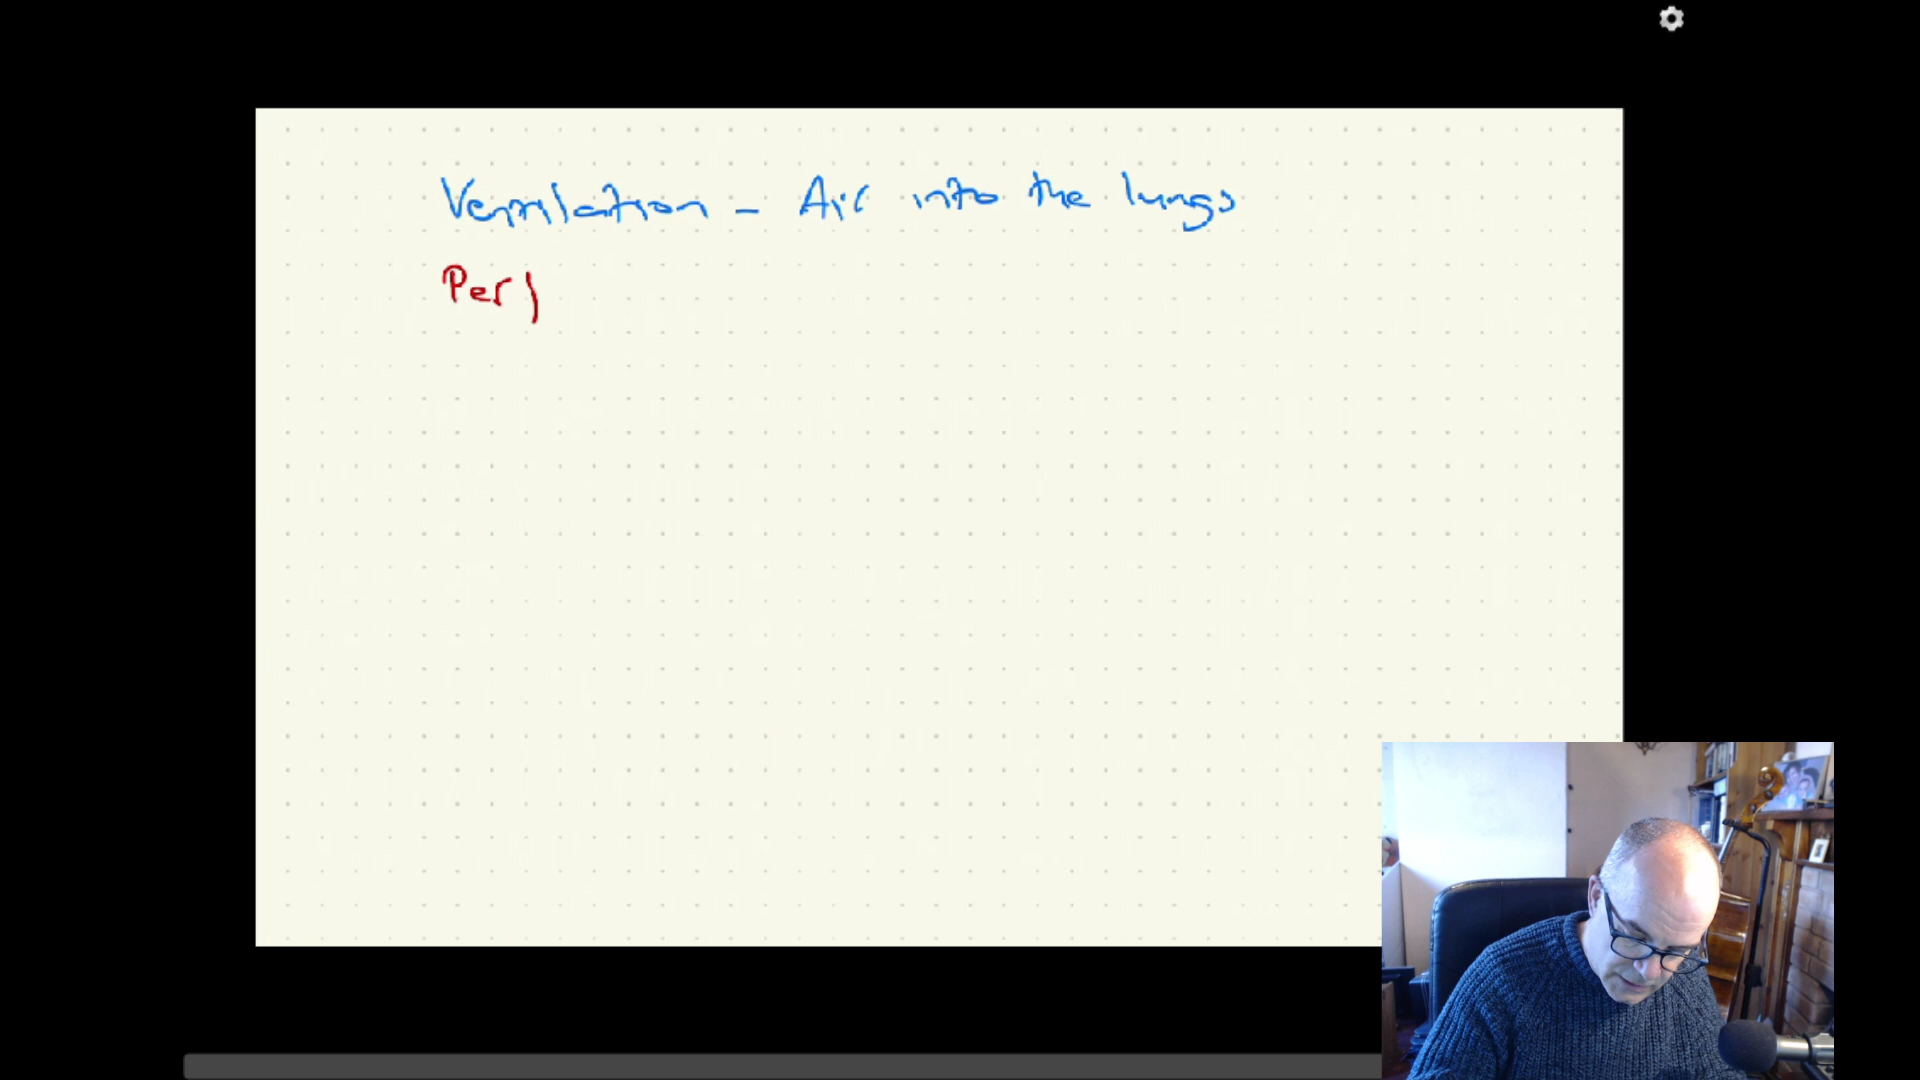 Ventilation - Air into the lungs
Per